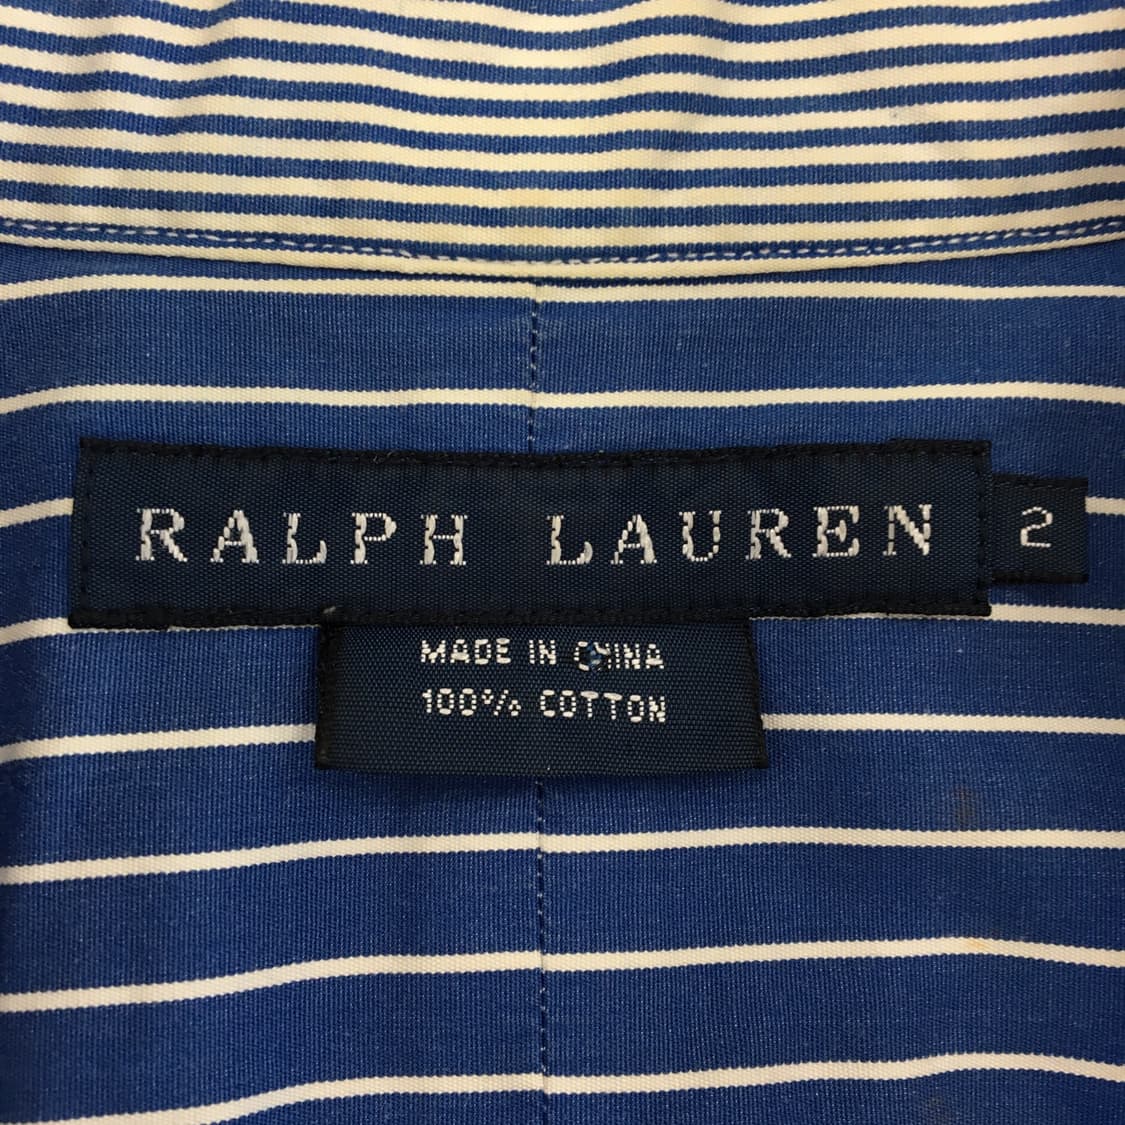 RALPH LAUREN 2
MADE IN CHINA
100% COTTON